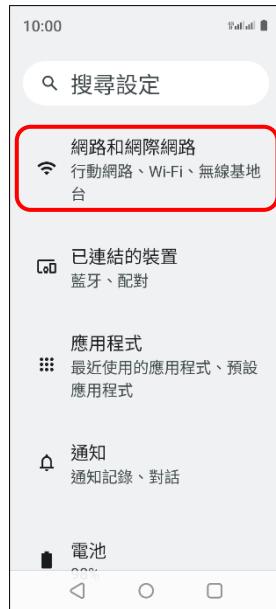 10:00
搜尋設定
網路和網際網路
行動網路、Wi-Fi、無線基地
台
已連結的裝置
藍牙、配對
應用程式
最近使用的應用程式、預設
應用程式
通知
通知記錄、對話
電池
98%